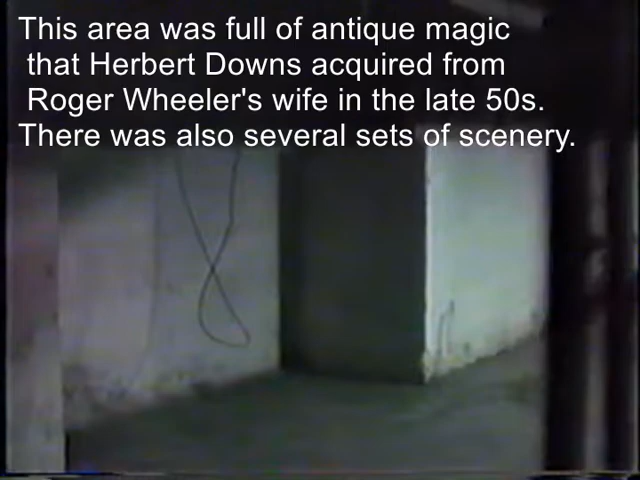 This area was full of antique magic
that Herbert Downs acquired from
Roger Wheeler's wife in the late 50s.
There was also several sets of scenery.